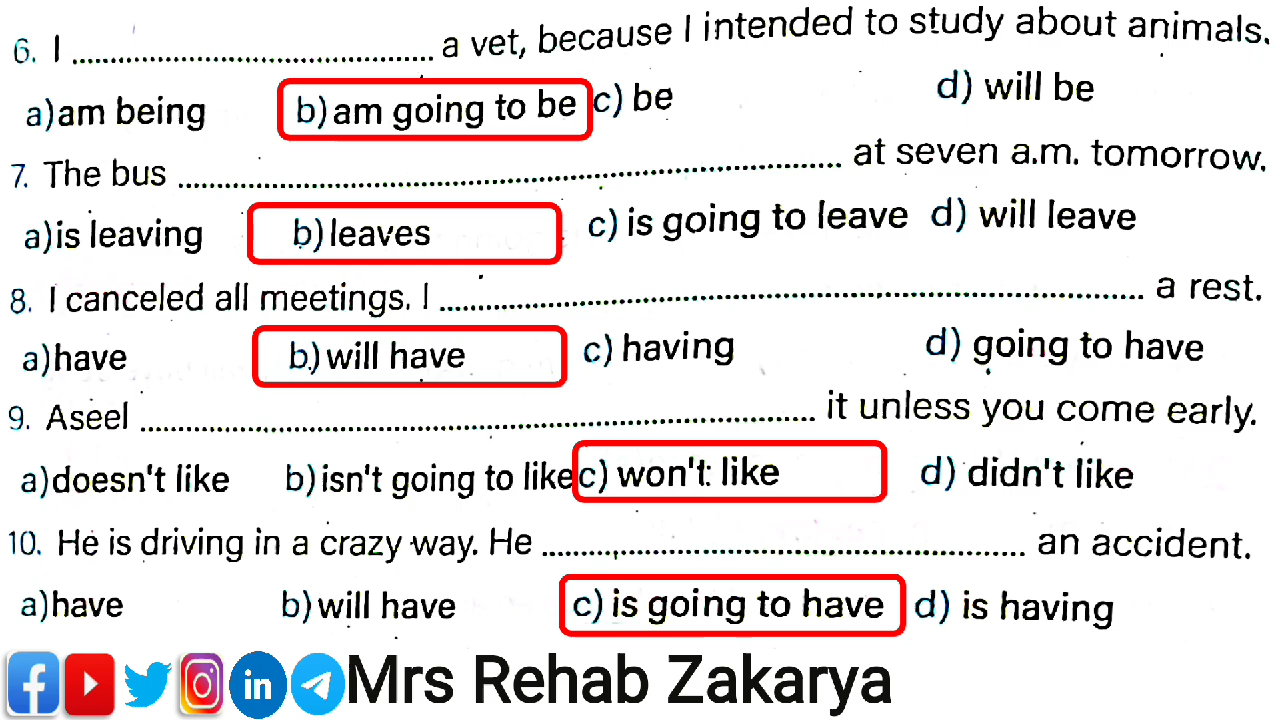 6. I ........................................ a vet, because I intended to study about animals.
a) am being b) am going to be c) be d) will be
7. The bus ........................................ at seven a.m. tomorrow.
a) is leaving b) leaves c) is going to leave d) will leave
8. I canceled all meetings. I ........................................ a rest.
a) have b) will have c) having d) going to have
9. Aseel ........................................ it unless you come early.
a) doesn't like b) isn't going to like c) won't like d) didn't like
10. He is driving in a crazy way. He ........................................ an accident.
a) have b) will have c) is going to have d) is having
Mrs Rehab Zakarya